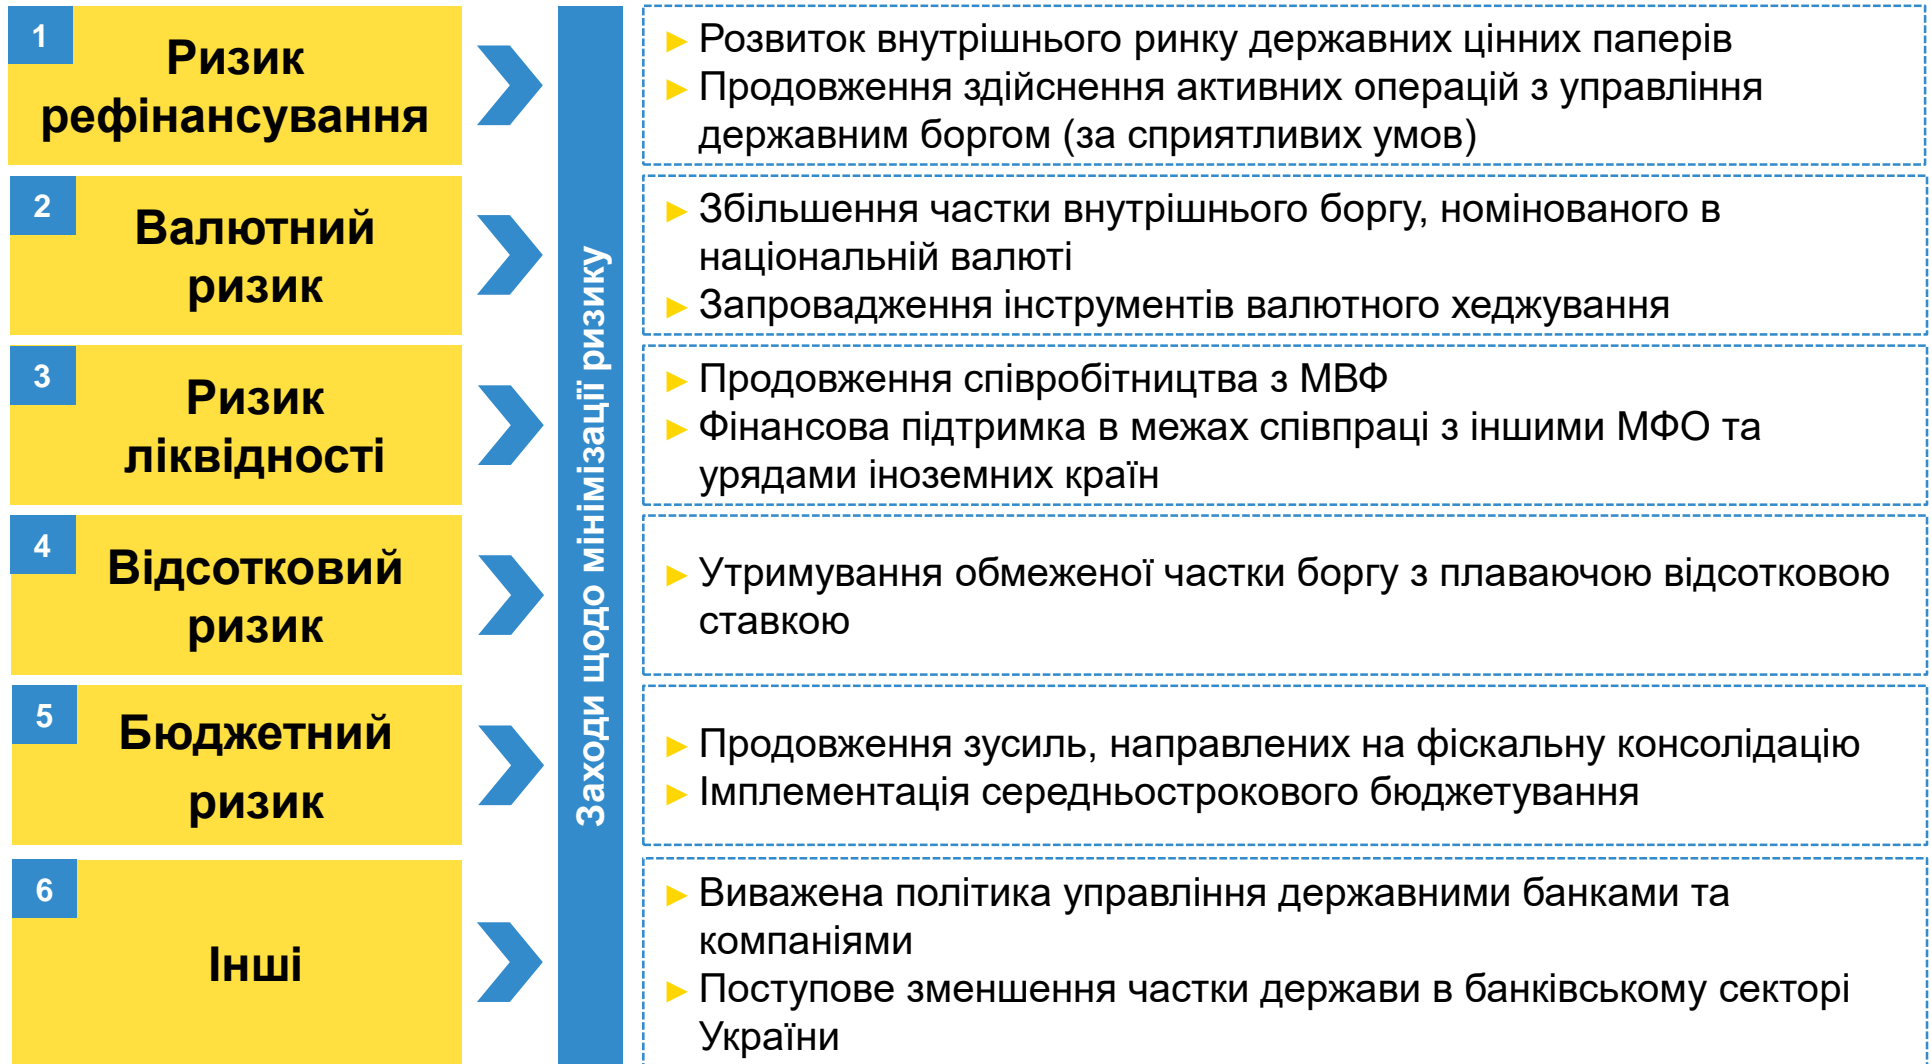 1
Ризик
рефінансування
► Розвиток внутрішнього ринку державних цінних паперів
► Продовження здійснення активних операцій з управління
державним боргом (за сприятливих умов)
2
Валютний
ризик
► Збільшення частки внутрішнього боргу, номінованого в
національній валюті
► Запровадження інструментів валютного хеджування
3
Ризик
ліквідності
► Продовження співробітництва з МВФ
► Фінансова підтримка в межах співпраці з іншими МФО та
урядами іноземних країн
4
Відсотковий
ризик
► Утримування обмеженої частки боргу з плаваючою відсотковою
ставкою
5
Бюджетний
ризик
► Продовження зусиль, направлених на фіскальну консолідацію
► Імплементація середньострокового бюджетування
6
Інші
► Виважена політика управління державними банками та
компаніями
► Поступове зменшення частки держави в банківському секторі
України
Заходи щодо мінімізації ризику